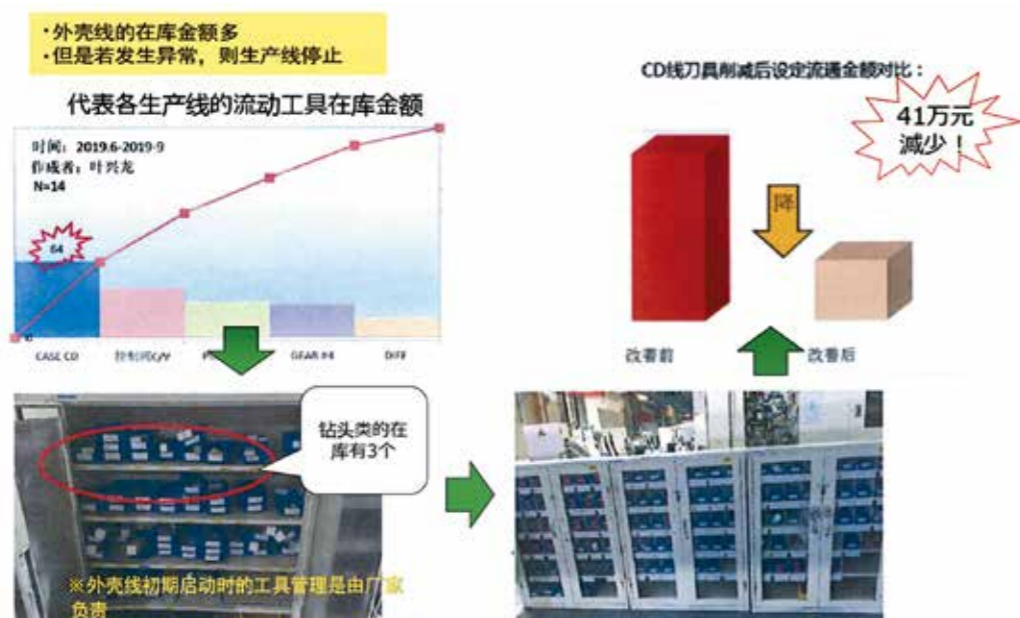 ·外壳线的在库金额多
·但是若发生异常，则生产线停止
代表各生产线的流动工具在库金额
时间：2019.6-2019-9
作成者：叶兴龙
N=14
64
CASE CD
GEAR
DIFF
钻头类的在
库有3个
※外壳线初期启动时的工具管理是由厂家
负责
CD线刀具削减后设定流通金额对比：
41万元
減少！
降
改善前
改善后